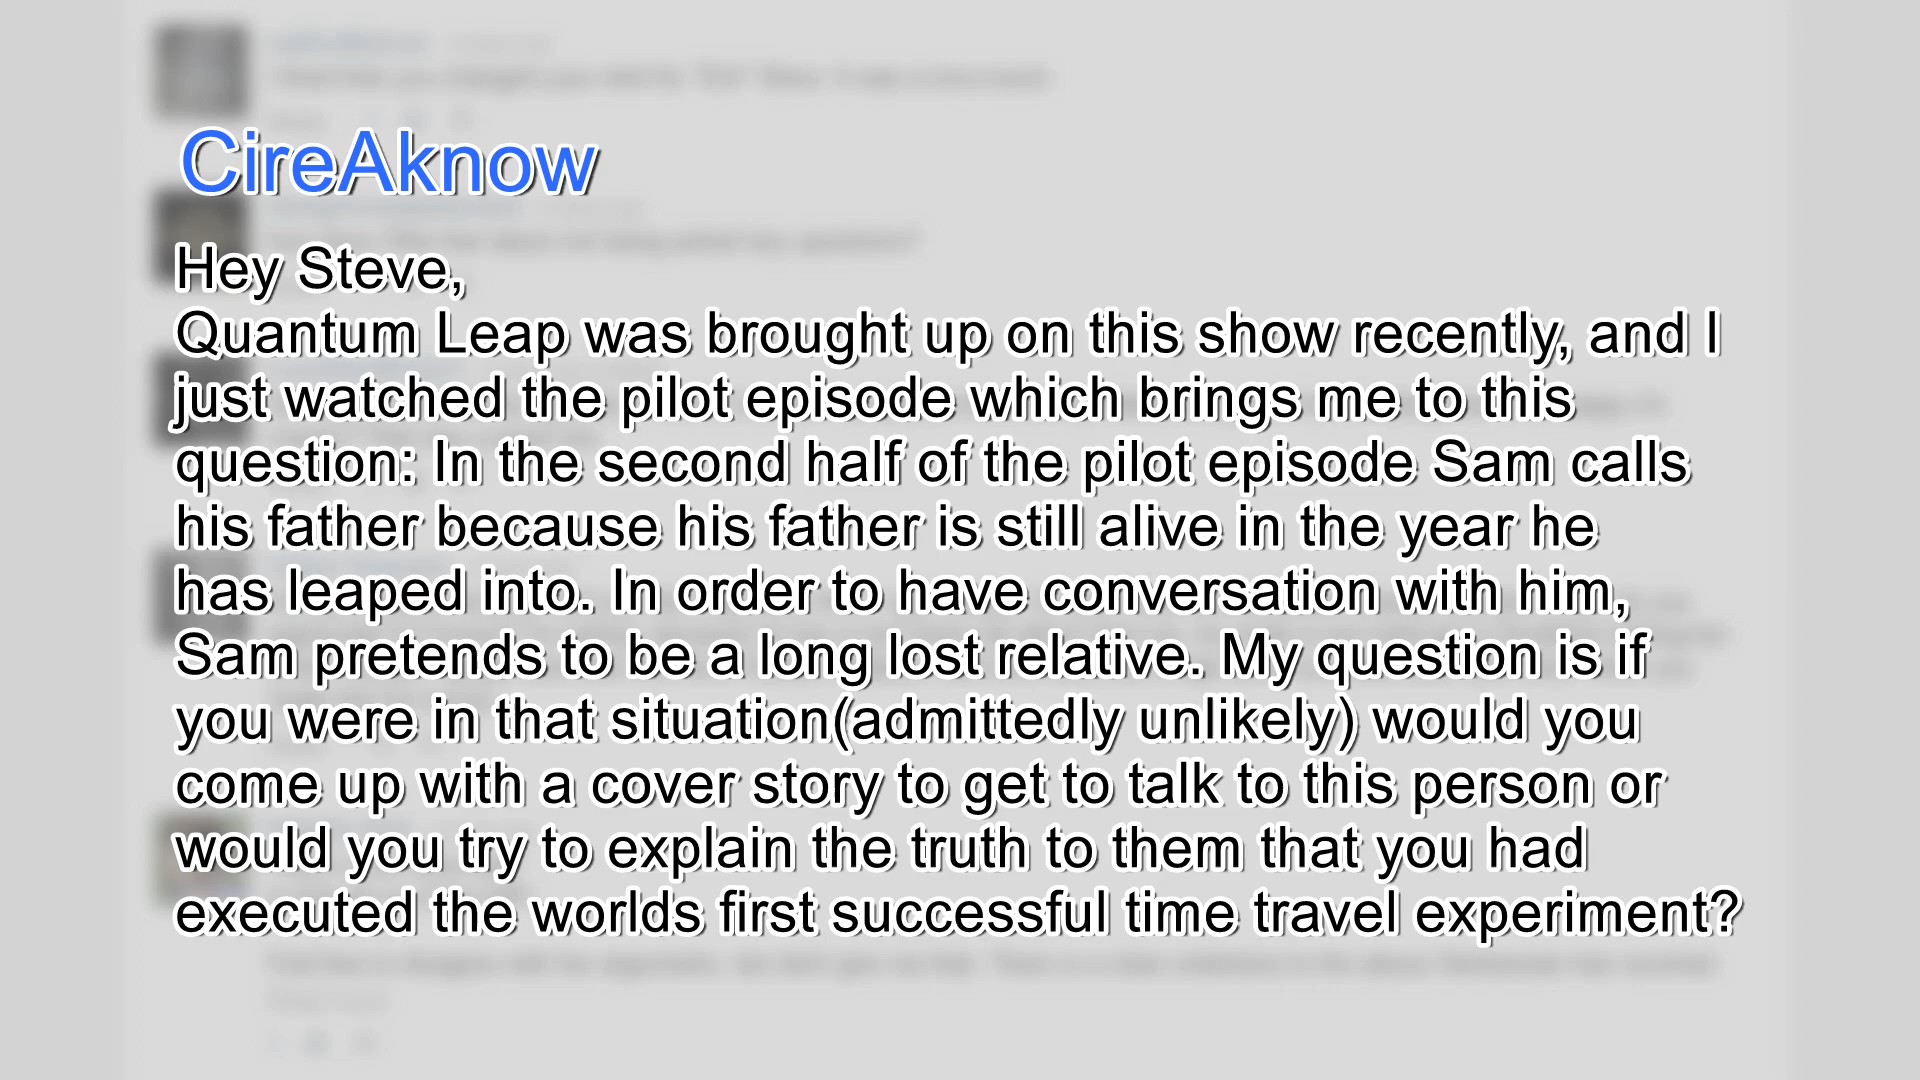 CireAknow
Hey Steve,
Quantum Leap was brought up on this show recently, and I
just watched the pilot episode which brings me to this
question: In the second half of the pilot episode Sam calls
his father because his father is still alive in the year he
has leaped into. In order to have conversation with him,
Sam pretends to be a long lost relative. My question is if
you were in that situation(admittedly unlikely) would you
come up with a cover story to get to talk to this person or
would you try to explain the truth to them that you had
executed the worlds first successful time travel experiment?